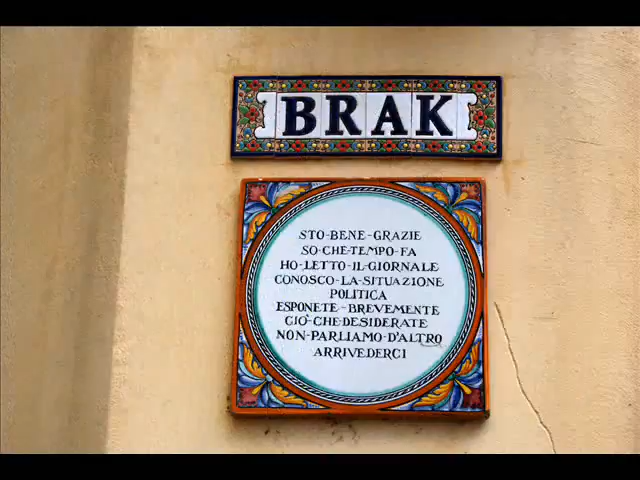 BRAK
STO-BENE-GRAZIE
SO-CHE-TEMPO-FA
HO-LETTO-IL-GIORNALE
CONOSCO-LA-SITUAZIONE
POLITICA
ESPONETE-BREVEMENTE
CIO'-CHE-DESIDERATE
NON-PARLIAMO-D'ALTRO
ARRIVEDERCI